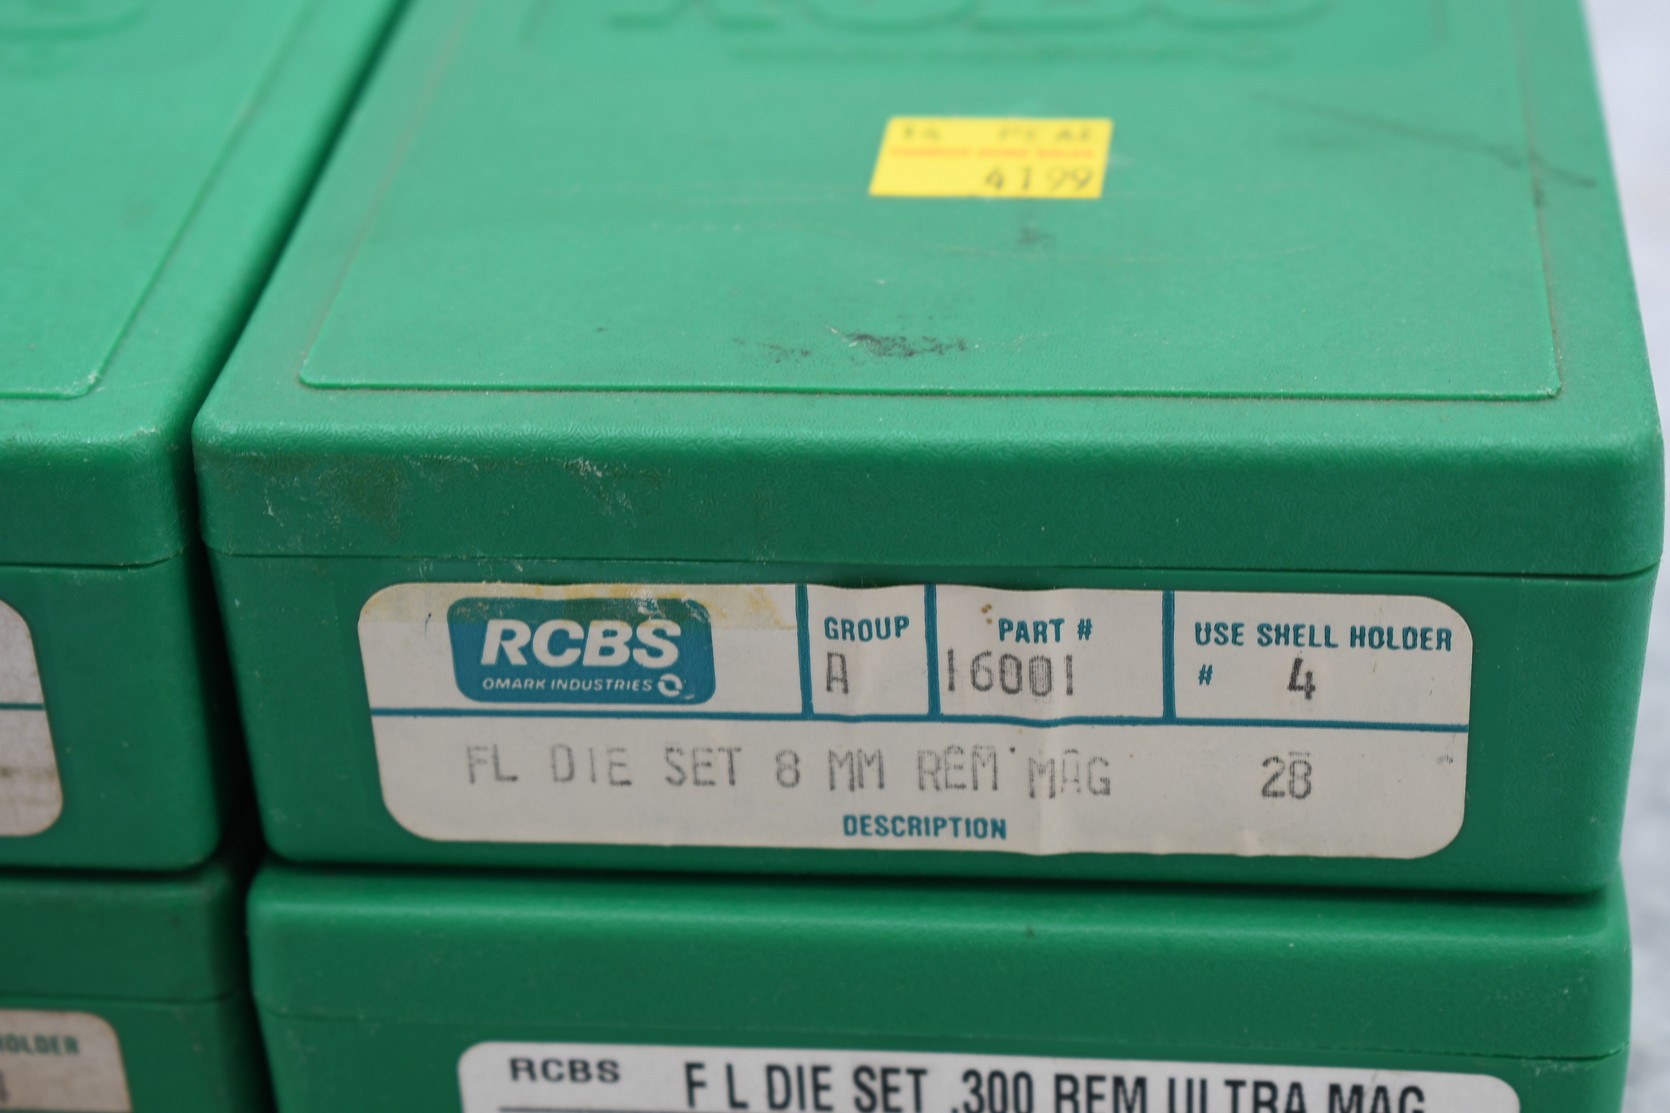 4199
RCBS
OMARK INDUSTRIES
GROUP
A
PART #
16001
USE SHELL HOLDER
# 4
FL DIE SET 8 MM REM MAG 28
DESCRIPTION
HOLDER
RCBS
F L DIE SET .300 REM ULTRA MAG